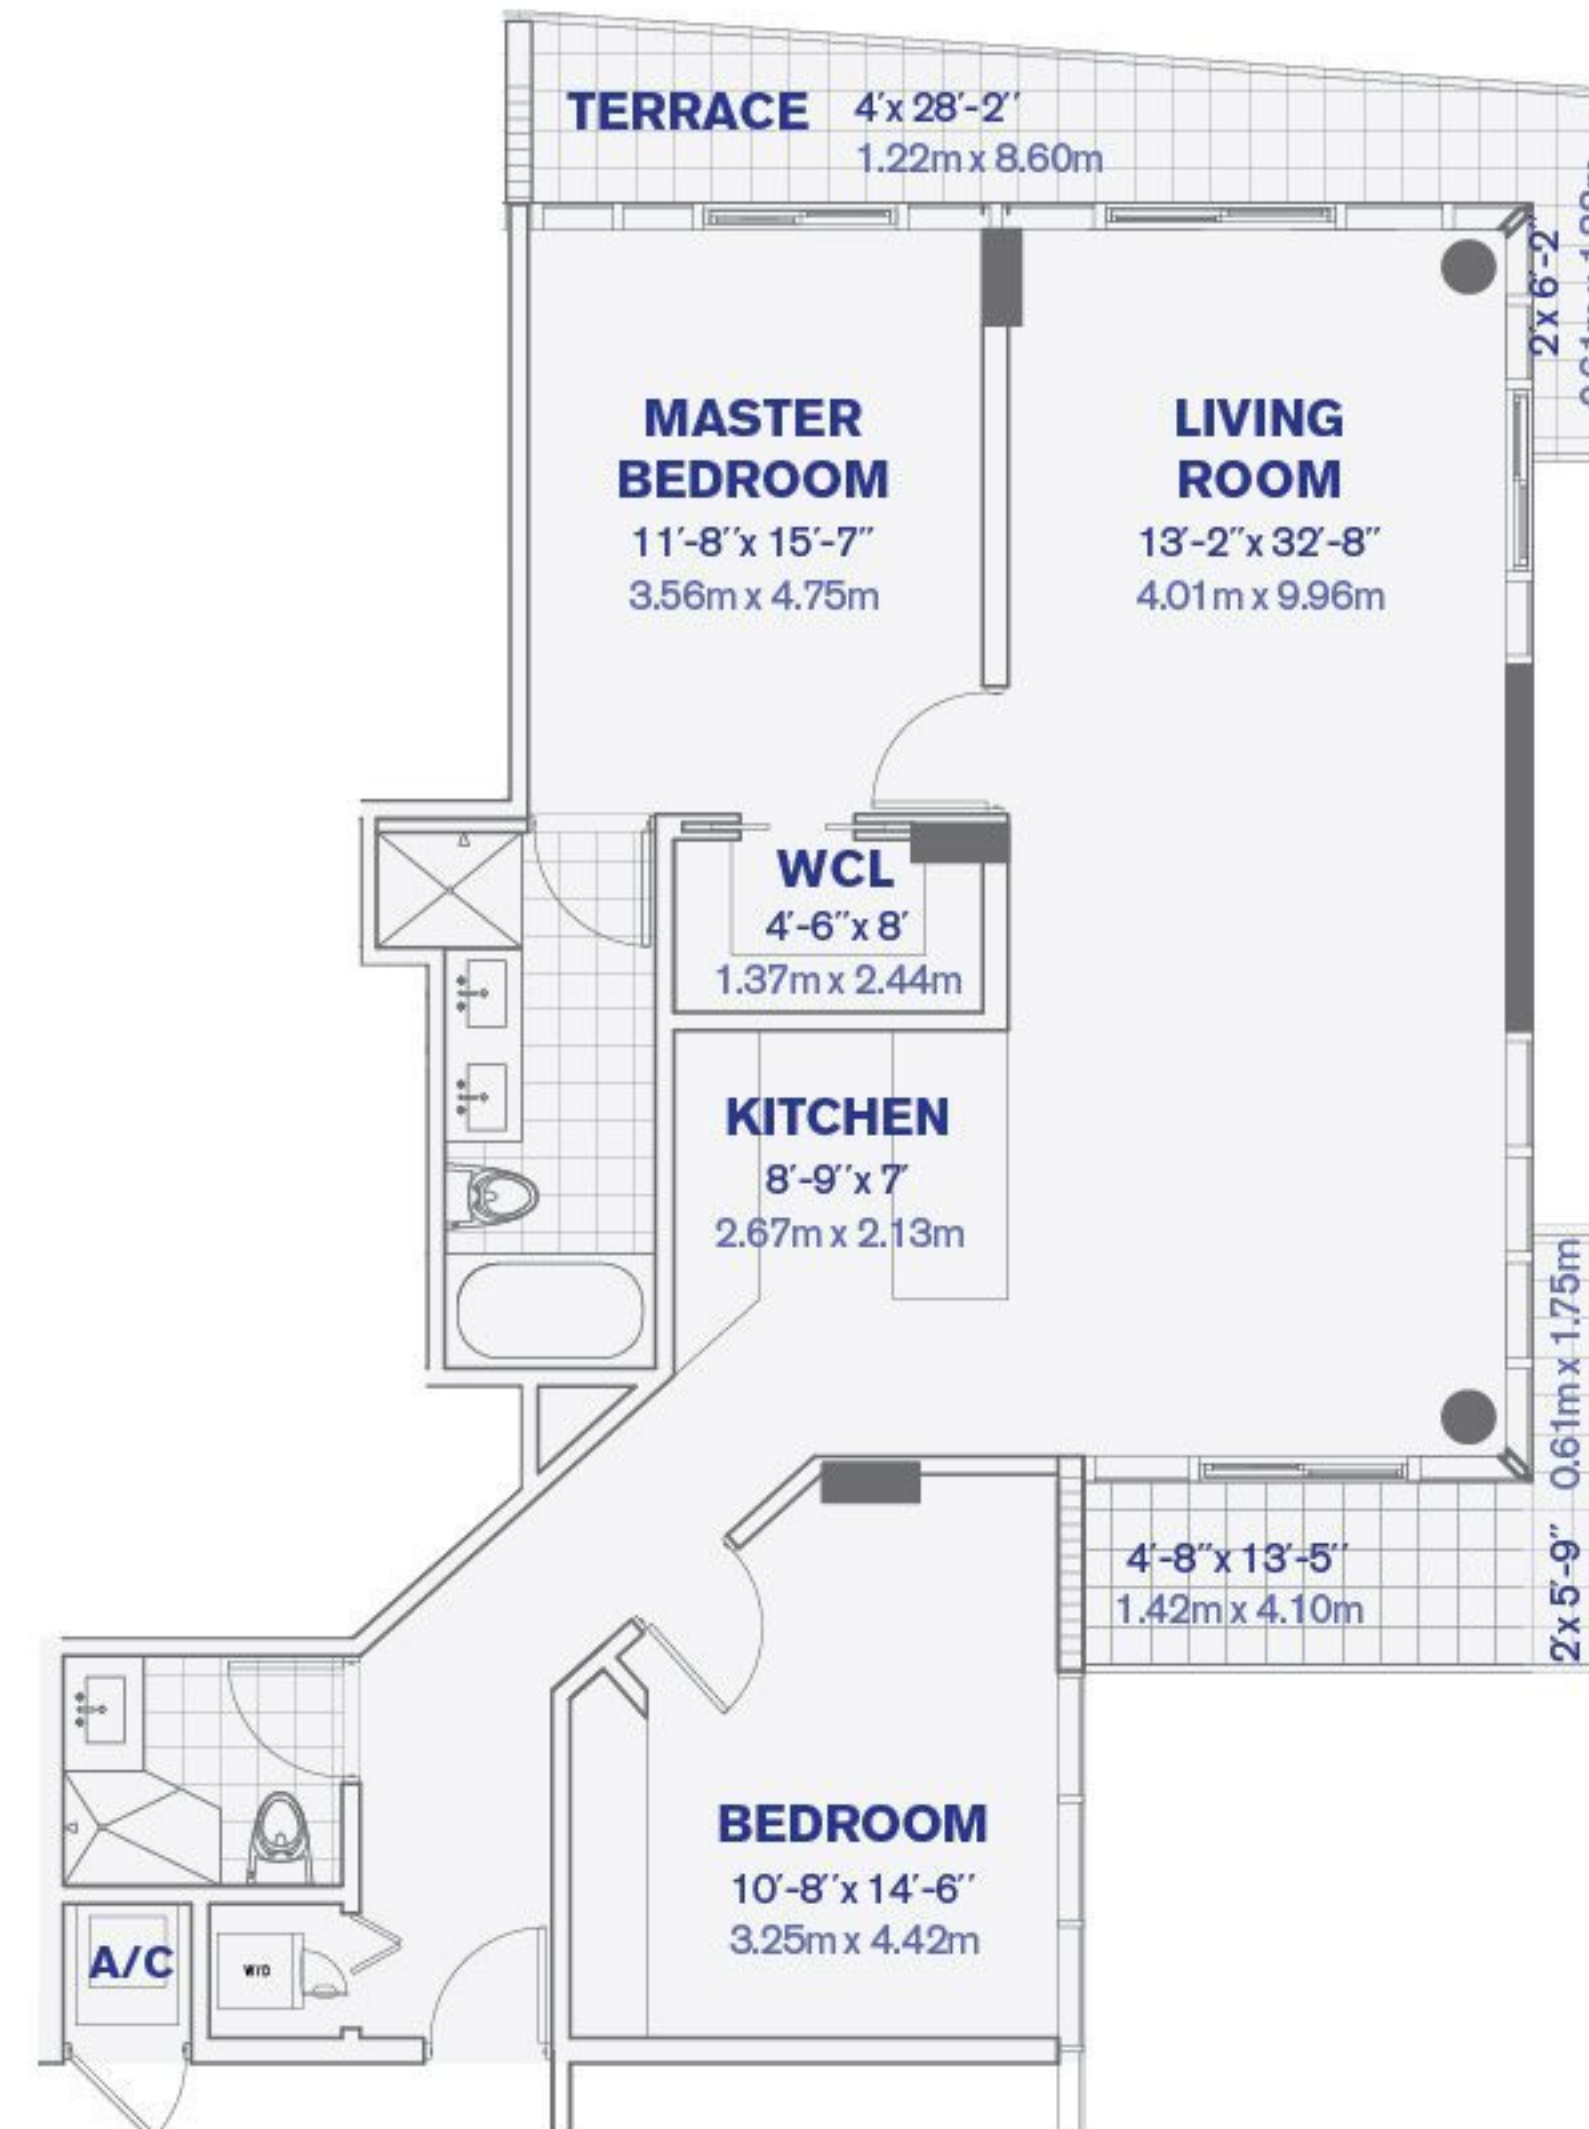 TERRACE 4'x 28'-2"
1.22m x 8.60m
2'x 6'-2"
MASTER
BEDROOM
11'-8"x 15'-7"
3.56m x 4.75m
LIVING
ROOM
13'-2"x 32'-8"
4.01m x 9.96m
WCL
4'-6"x 8'
1.37m x 2.44m
KITCHEN
8'-9"x 7'
2.67m x 2.13m
2'x 5'-9" 0.61m x 1.75m
4'-8"x 13'-5"
1.42m x 4.10m
BEDROOM
10'-8"x 14'-6"
3.25m x 4.42m
A/C
W/D